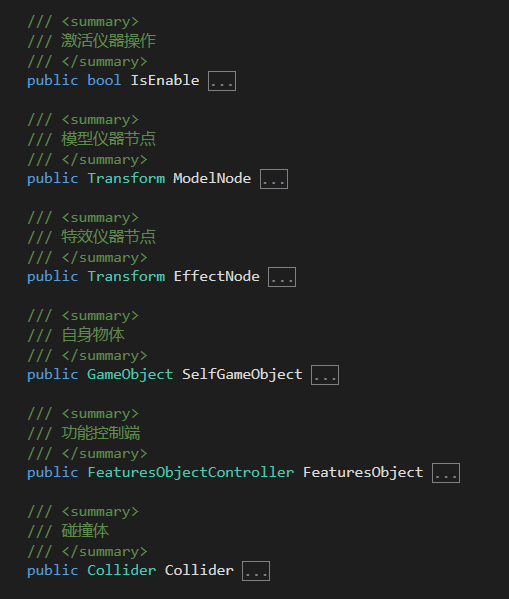 /// <summary>
/// 激活仪器操作
/// </summary>
public bool IsEnable ...
/// <summary>
/// 模型仪器节点
/// </summary>
public Transform ModelNode ...
/// <summary>
/// 特效仪器节点
/// </summary>
public Transform EffectNode ...
/// <summary>
/// 自身物体
/// </summary>
public GameObject SelfGameObject ...
/// <summary>
/// 功能控制端
/// </summary>
public FeaturesObjectController FeaturesObject ...
/// <summary>
/// 碰撞体
/// </summary>
public Collider Collider ...